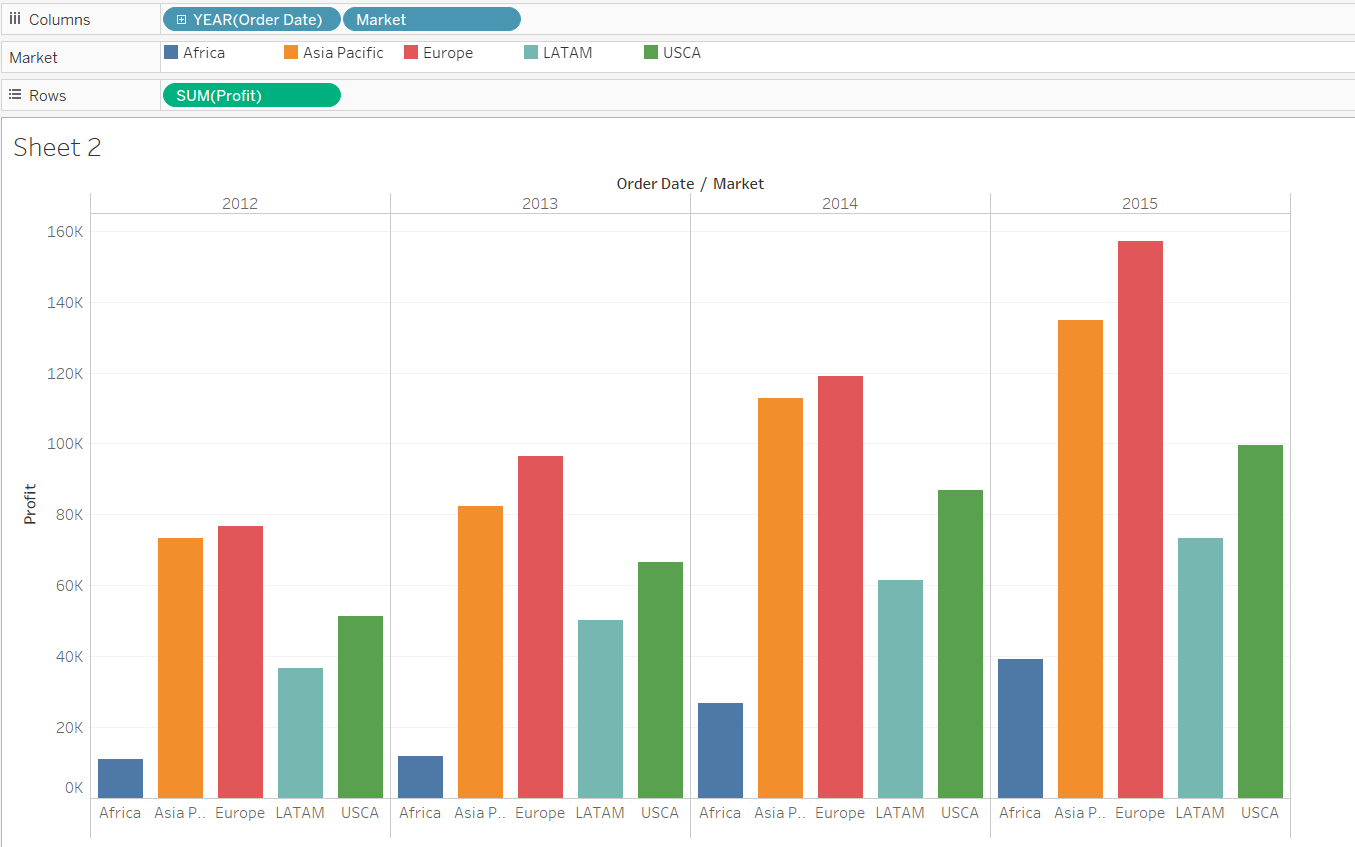 Columns YEAR(Order Date) Market
Market Africa Asia Pacific Europe LATAM USCA
Rows SUM(Profit)
Sheet 2
Order Date / Market
2012 2013 2014 2015
160K
140K
120K
100K
80K
60K
40K
20K
0K
Profit
Africa Asia P.. Europe LATAM USCA Africa Asia P.. Europe LATAM USCA Africa Asia P.. Europe LATAM USCA Africa Asia P.. Europe LATAM USCA